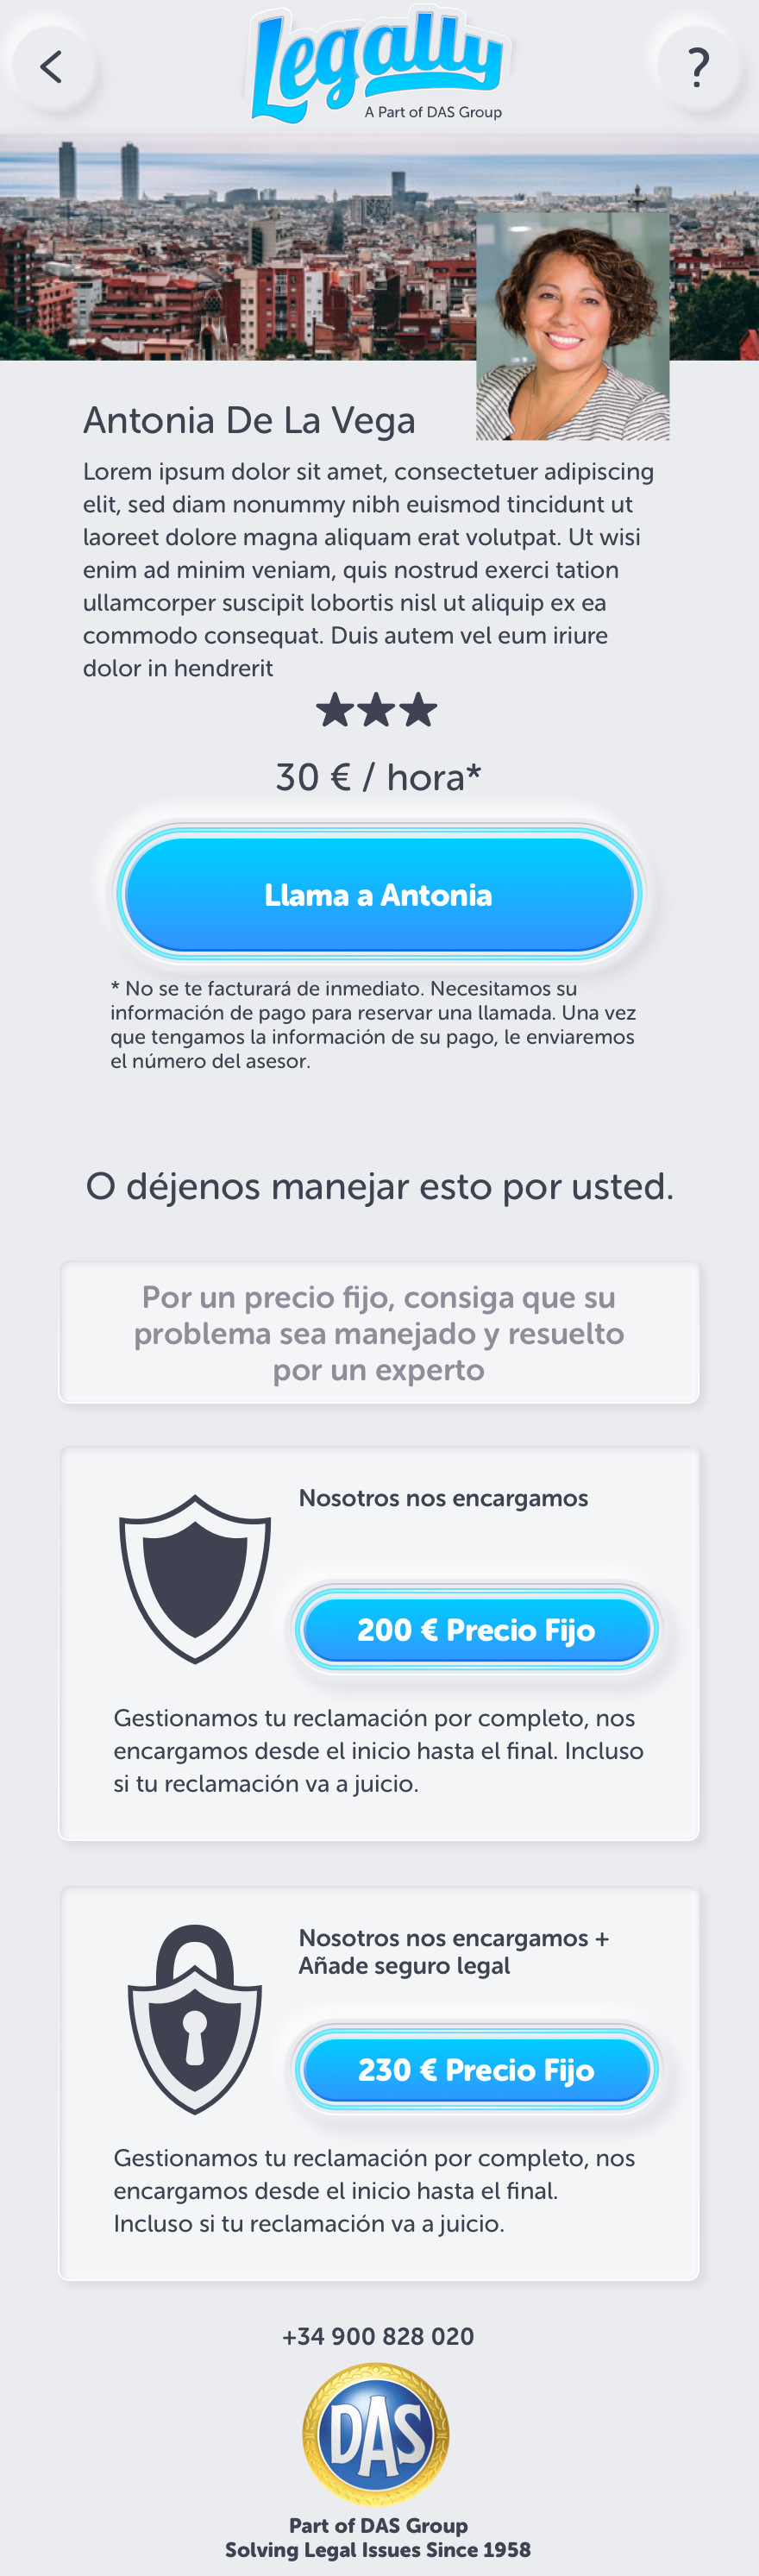 Legally
A Part of DAS Group
?
Antonia De La Vega
Lorem ipsum dolor sit amet, consectetuer adipiscing
elit, sed diam nonummy nibh euismod tincidunt ut
laoreet dolore magna aliquam erat volutpat. Ut wisi
enim ad minim veniam, quis nostrud exerci tation
ullamcorper suscipit lobortis nisl ut aliquip ex ea
commodo consequat. Duis autem vel eum iriure
dolor in hendrerit
30 € / hora*
Llama a Antonia
* No se te facturará de inmediato. Necesitamos su
información de pago para reservar una llamada. Una vez
que tengamos la información de su pago, le enviaremos
el número del asesor.
O déjenos manejar esto por usted.
Por un precio fijo, consiga que su
problema sea manejado y resuelto
por un experto
Nosotros nos encargamos
200 € Precio Fijo
Gestionamos tu reclamación por completo, nos
encargamos desde el inicio hasta el final. Incluso
si tu reclamación va a juicio.
Nosotros nos encargamos +
Añade seguro legal
230 € Precio Fijo
Gestionamos tu reclamación por completo, nos
encargamos desde el inicio hasta el final.
Incluso si tu reclamación va a juicio.
+34 900 828 020
DAS
Part of DAS Group
Solving Legal Issues Since 1958